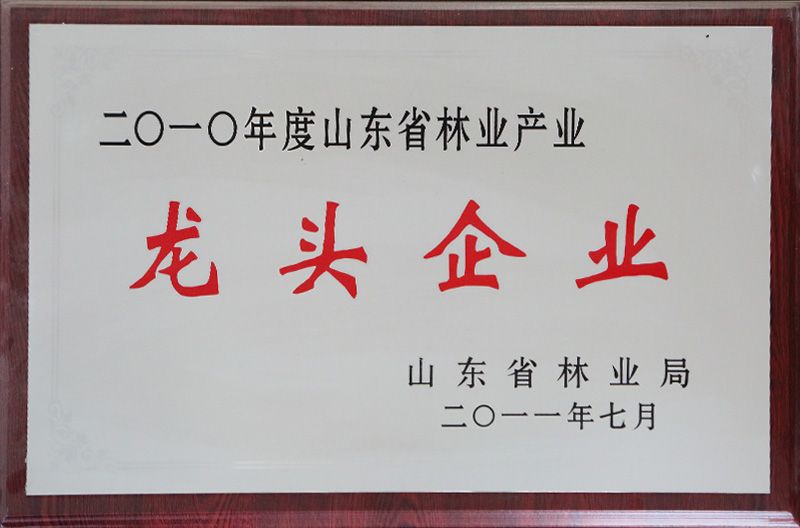 二〇一〇年度山东省林业产业
龙头企业
山东省林业局
二〇一一年七月